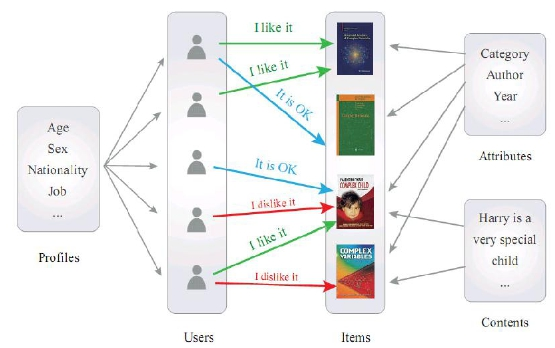 Age
Sex
Nationality
Job
...
Profiles
I like it
I like it
It is OK
It is OK
I dislike it
I like it
I dislike it
Users
COMPLEX CHILD
COMPLEX
VARIABLES
Items
Category
Author
Year
...
Attributes
Harry is a
very special
child
...
Contents